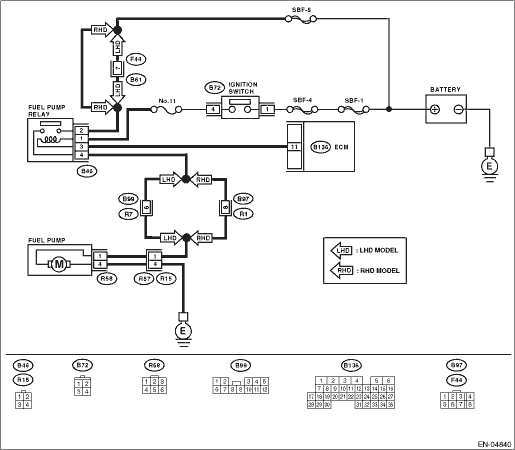 SBF-5
RHD
LHD
F44
7
B61
LHD
RHD
No.11
B72
IGNITION
SWITCH
4
1
SBF-4
SBF-1
BATTERY
FUEL PUMP
RELAY
2
1
3
4
B46
11
B136
ECM
E
LHD
RHD
B99
R7
6
8
B97
R1
LHD
RHD
FUEL PUMP
M
1
4
R58
1
4
R57
R15
E
LHD
: LHD MODEL
RHD
: RHD MODEL
B46
B72
R58
B99
B136
B97
R15
F44
1 2
3 4
1 2
3 4
1 2 3
4 5 6
1 2 3 4 5
6 7 8 9 10 11 12
1 2 3 4 5 6
7 8 9 10 11 12 13 14 15 16
17 18 19 20 21 22 23 24 25 26 27
28 29 30 31 32 33 34 35
1 2 3 4
5 6 7 8
EN-04840